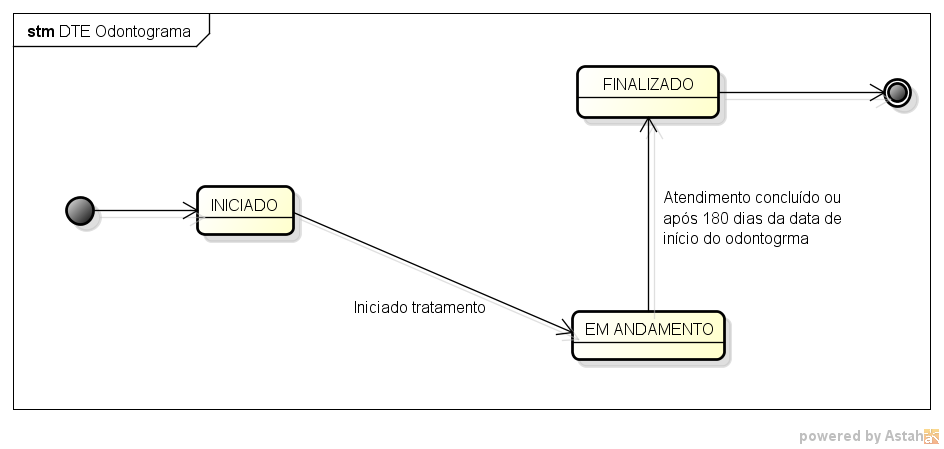 stm DTE Odontograma
FINALIZADO
INICIADO
Atendimento concluído ou
após 180 dias da data de
início do odontogrma
Iniciado tratamento
EM ANDAMENTO
powered by Astah